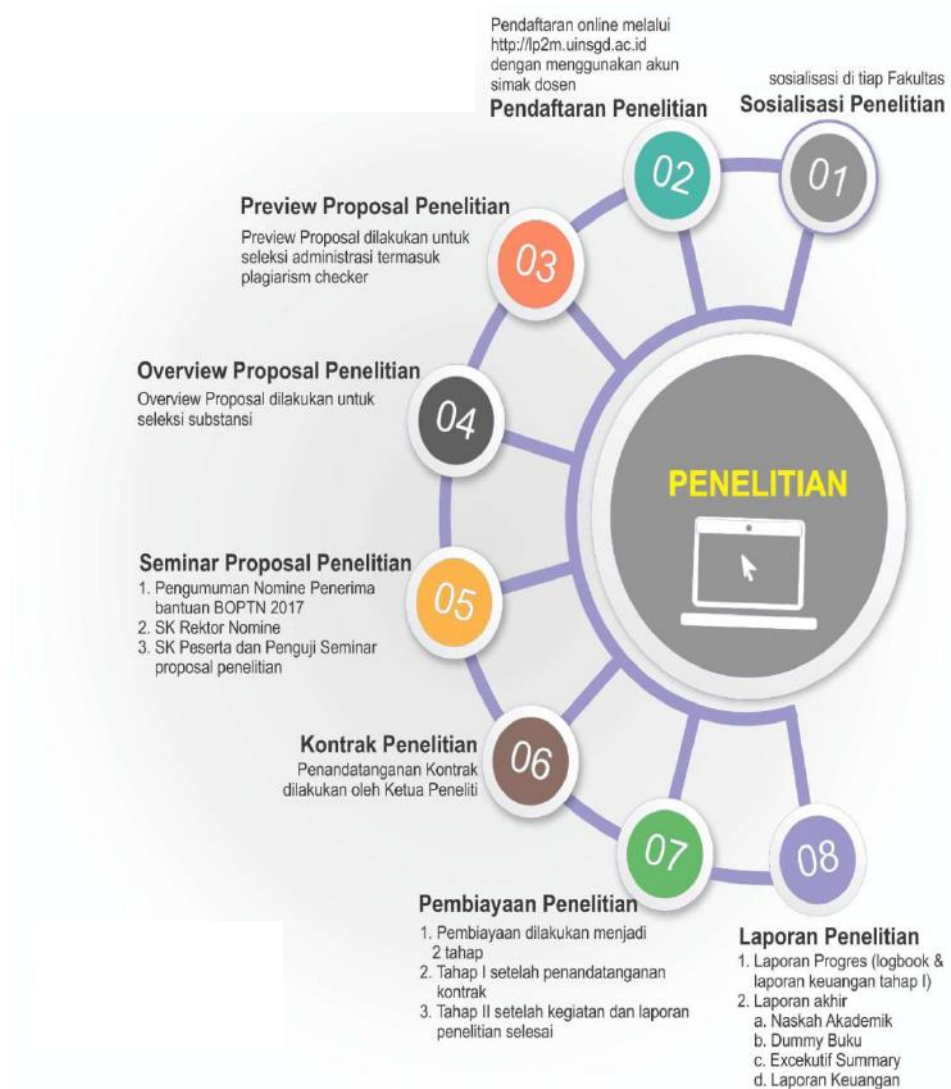 sosialisasi di tiap Fakultas
Sosialisasi Penelitian
01
Pendaftaran online melalui
http://lp2m.uinsgd.ac.id
dengan menggunakan akun
simak dosen
Pendaftaran Penelitian
02
Preview Proposal Penelitian
Preview Proposal dilakukan untuk
seleksi administrasi termasuk
plagiarism checker
03
Overview Proposal Penelitian
Overview Proposal dilakukan untuk
seleksi substansi
04
PENELITIAN
Seminar Proposal Penelitian
1. Pengumuman Nomine Penerima
bantuan BOPTN 2017
2. SK Rektor Nomine
3. SK Peserta dan Penguji Seminar
proposal penelitian
05
Kontrak Penelitian
Penandatanganan Kontrak
dilakukan oleh Ketua Peneliti
06
07
Pembiayaan Penelitian
1. Pembiayaan dilakukan menjadi
2 tahap
2. Tahap I setelah penandatanganan
kontrak
3. Tahap II setelah kegiatan dan laporan
penelitian selesai
08
Laporan Penelitian
1. Laporan Progres (logbook &
laporan keuangan tahap I)
2. Laporan akhir
a. Naskah Akademik
b. Dummy Buku
c. Excekutif Summary
d. Laporan Keuangan